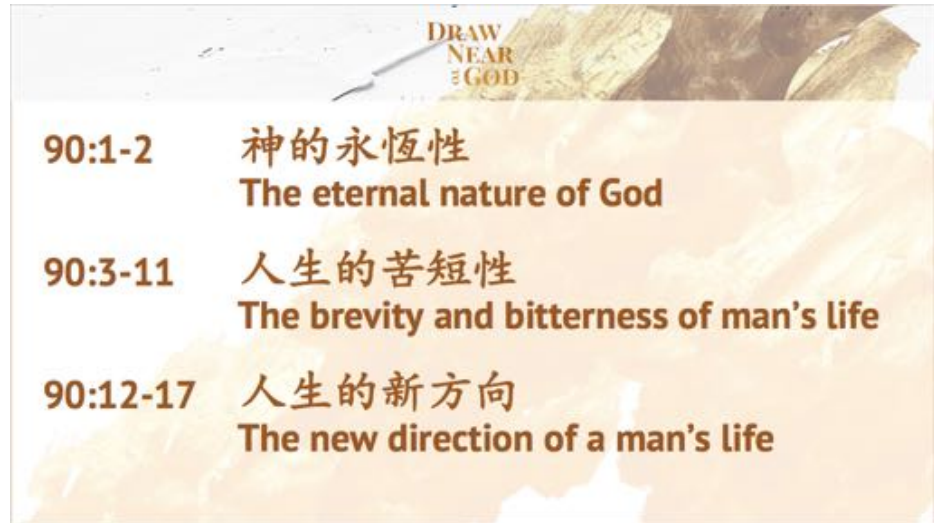 DRAW
NEAR
TO GOD
90:1-2 神的永恆性
The eternal nature of God
90:3-11 人生的苦短性
The brevity and bitterness of man’s life
90:12-17 人生的新方向
The new direction of a man’s life